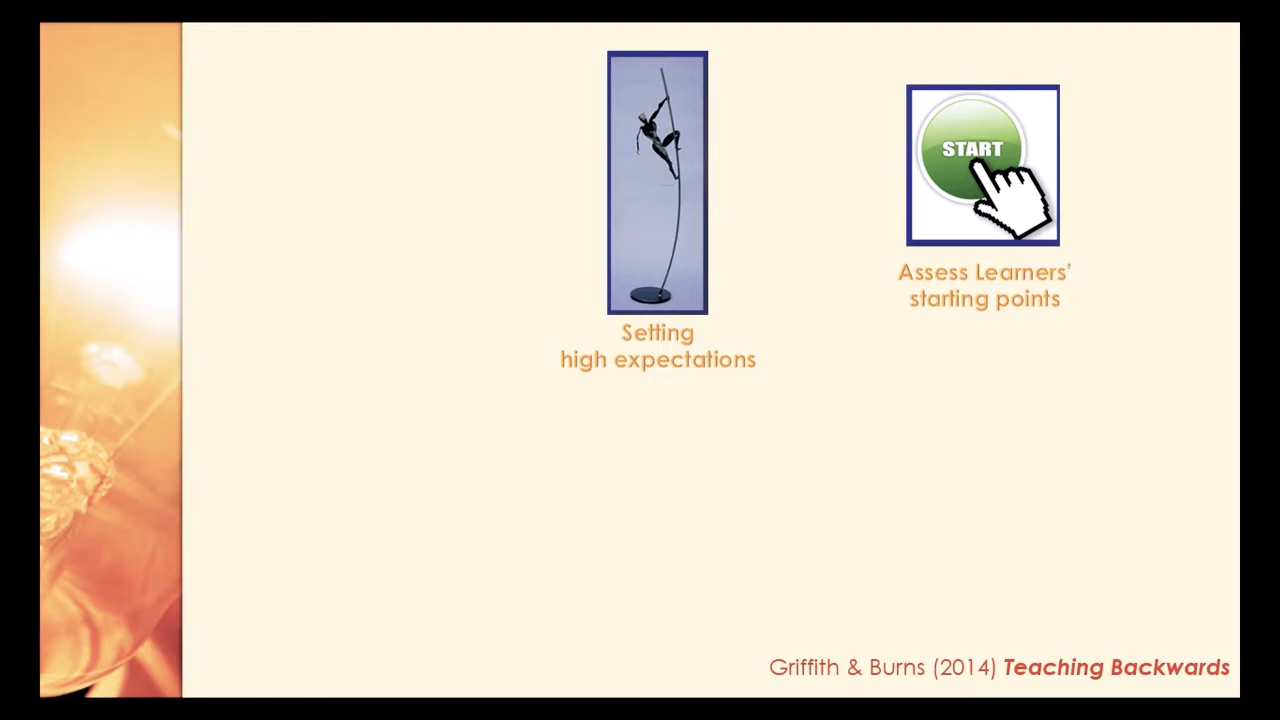 START
Assess Learners’
starting points
Setting
high expectations
Griffith & Burns (2014) Teaching Backwards